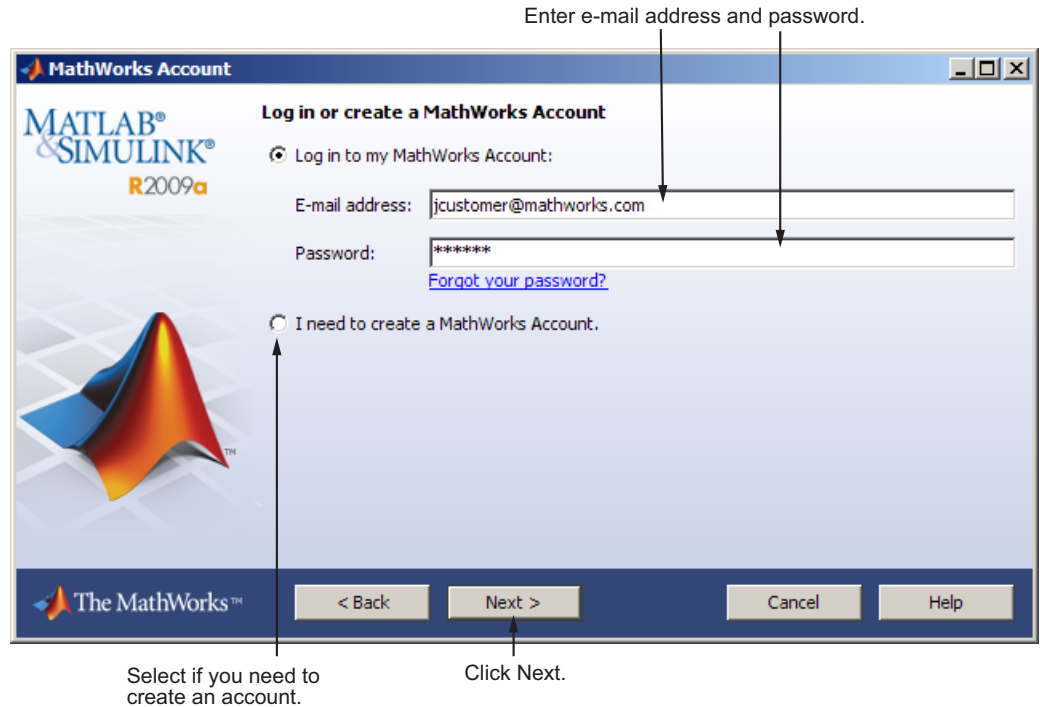 Enter e-mail address and password.
MathWorks Account
MATLAB®
&SIMULINK®
R2009a
Log in or create a MathWorks Account
Log in to my MathWorks Account:
E-mail address: jcustomer@mathworks.com
Password: ******
Forgot your password?
I need to create a MathWorks Account.
TM
The MathWorks™
< Back
Next >
Cancel
Help
Select if you need to
create an account.
Click Next.